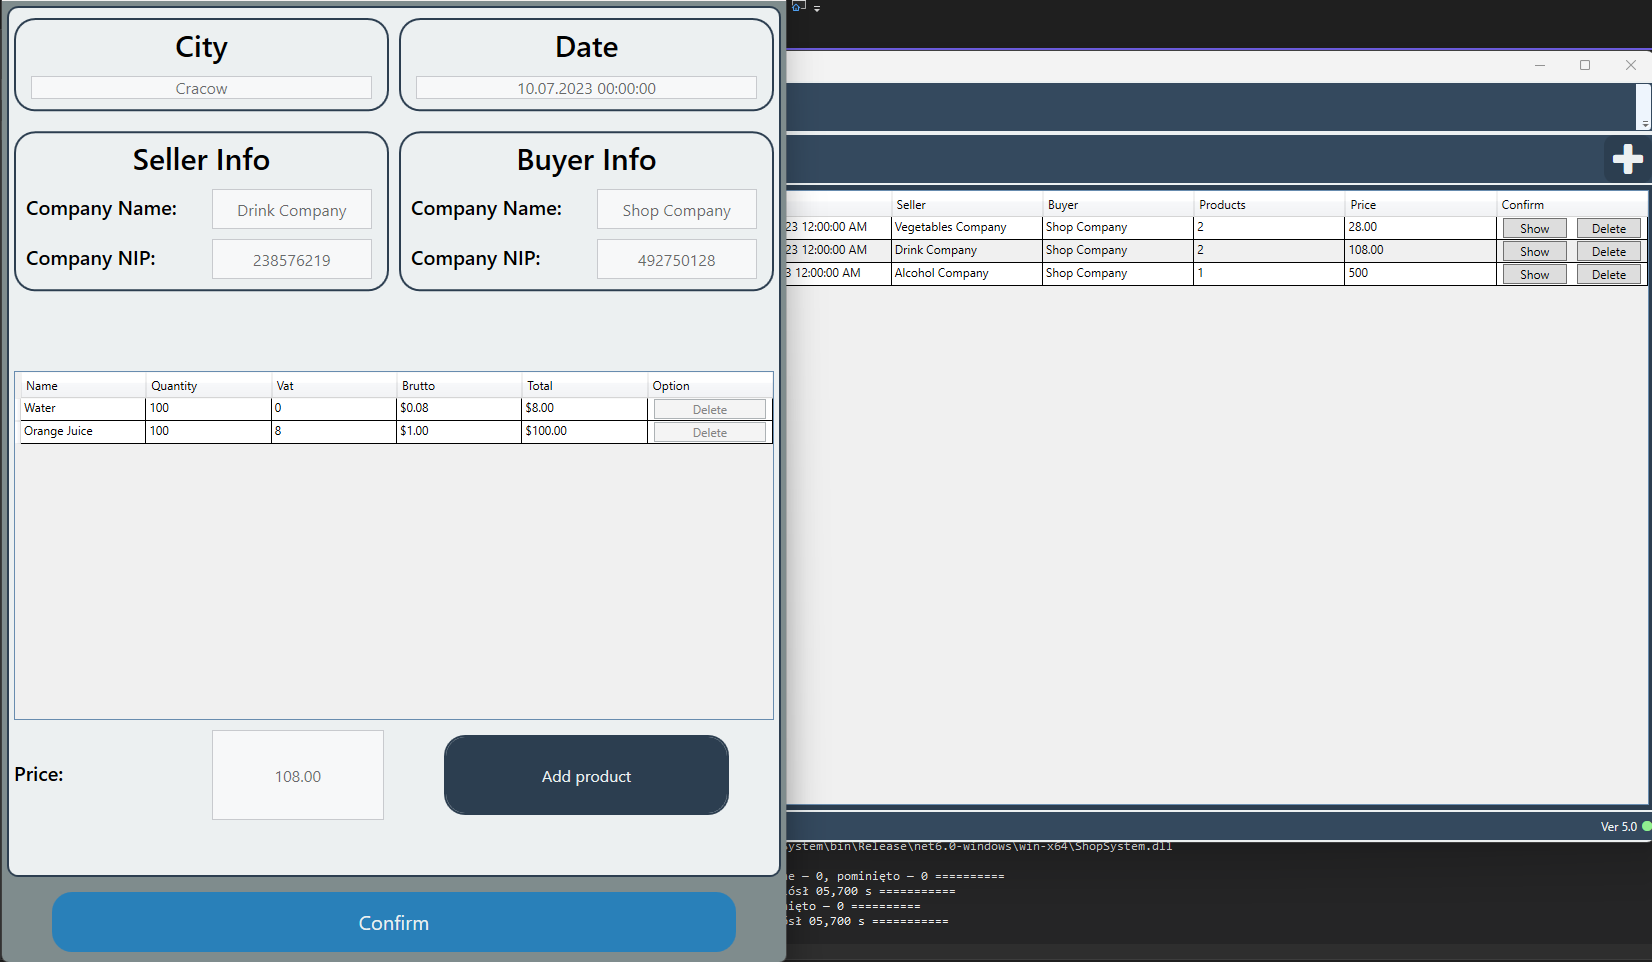 City
Cracow
Date
10.07.2023 00:00:00
Seller Info
Company Name: Drink Company
Company NIP: 238576219
Buyer Info
Company Name: Shop Company
Company NIP: 492750128
Name Quantity Vat Brutto Total Option
Water 100 0 $0.08 $8.00 Delete
Orange Juice 100 8 $1.00 $100.00 Delete
Price: 108.00 Add product
Confirm
Seller Buyer Products Price Confirm
23 12:00:00 AM Vegetables Company Shop Company 2 28.00 Show Delete
23 12:00:00 AM Drink Company Shop Company 2 108.00 Show Delete
3 12:00:00 AM Alcohol Company Shop Company 1 500 Show Delete
Ver 5.0
ystem\bin\Release\net6.0-windows\win-x64\ShopSystem.dll
ne — 0, pominięto — 0 ==========
iósł 05,700 s ===========
nięto — 0 ==========
ósł 05,700 s ===========